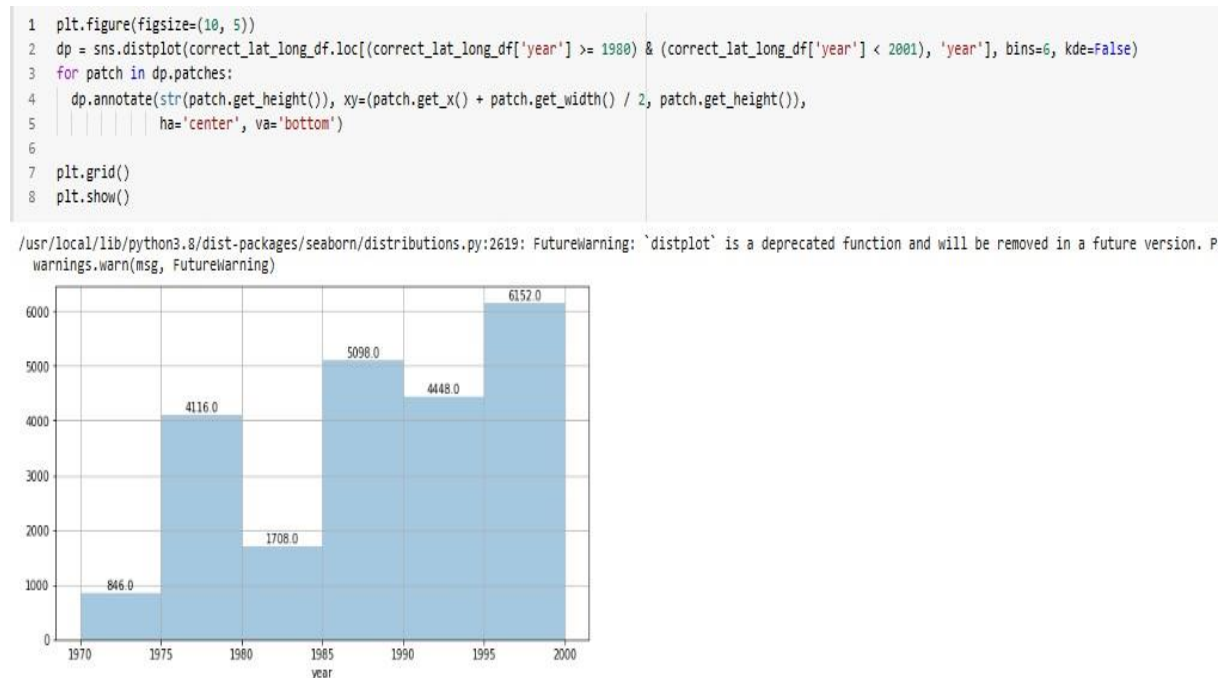 1 plt.figure(figsize=(10, 5))
2 dp = sns.distplot(correct_lat_long_df.loc[(correct_lat_long_df['year'] >= 1980) & (correct_lat_long_df['year'] < 2001), 'year'], bins=6, kde=False)
3 for patch in dp.patches:
4 dp.annotate(str(patch.get_height()), xy=(patch.get_x() + patch.get_width() / 2, patch.get_height()),
5 ha='center', va='bottom')
6
7 plt.grid()
8 plt.show()
/usr/local/lib/python3.8/dist-packages/seaborn/distributions.py:2619: FutureWarning: `distplot` is a deprecated function and will be removed in a future version. P
warnings.warn(msg, FutureWarning)
6152.0
6000
5098.0
5000
4448.0
4116.0
4000
3000
2000
1708.0
1000
846.0
0
1970 1975 1980 1985 1990 1995 2000
year